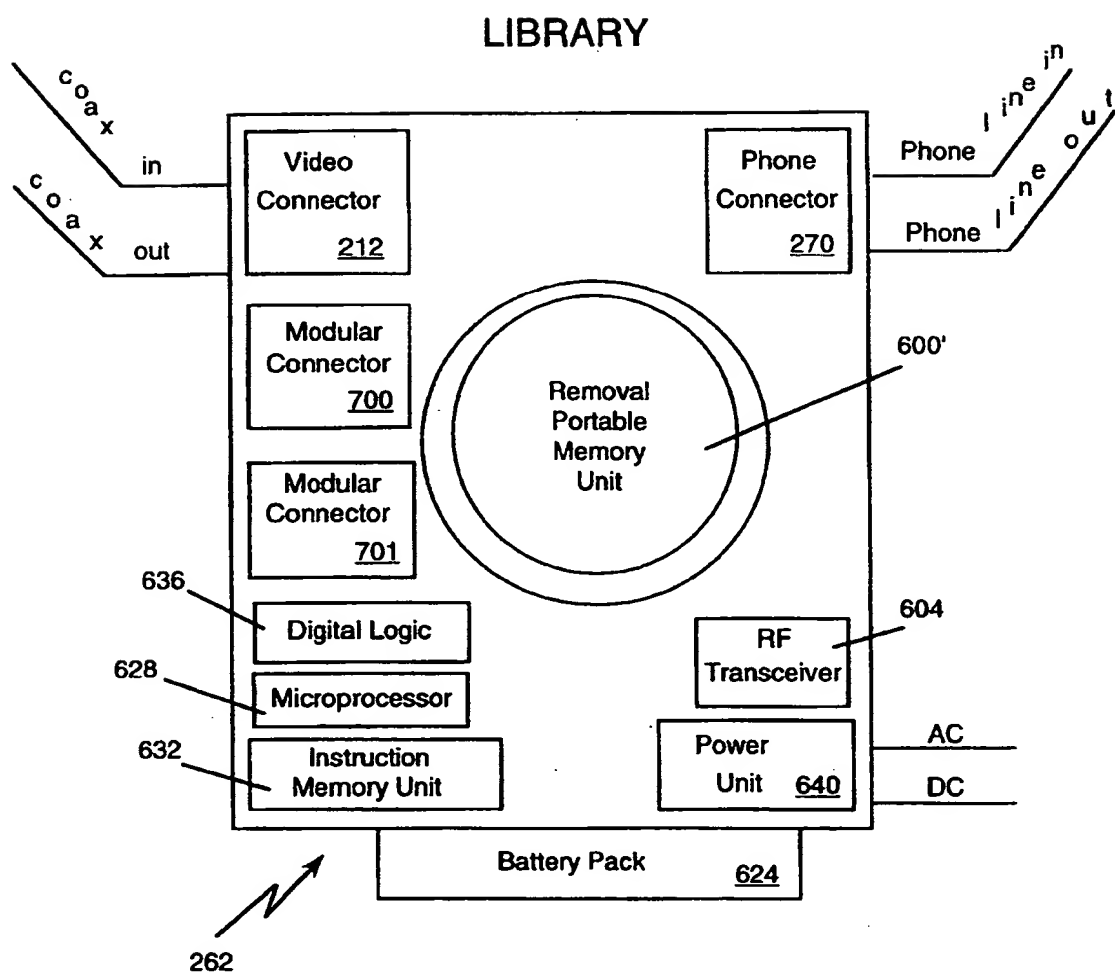 LIBRARY
coax in
coax out
Video
Connector
212
Phone
Connector
270
Phone line in
Phone line out
Modular
Connector
700
Removal
Portable
Memory
Unit
600'
Modular
Connector
701
636
Digital Logic
RF
Transceiver
604
628
Microprocessor
632
Instruction
Memory Unit
Power
Unit
640
AC
DC
Battery Pack
624
262